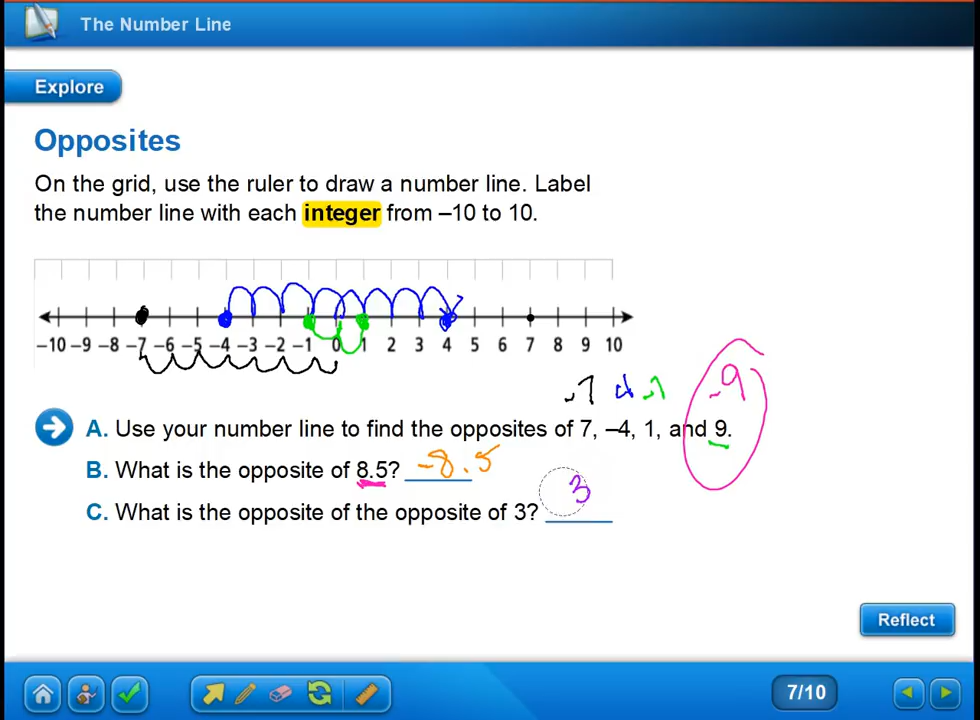 The Number Line
Explore
Opposites
On the grid, use the ruler to draw a number line. Label
the number line with each integer from –10 to 10.
-10 -9 -8 -7 -6 -5 -4 -3 -2 -1 0 1 2 3 4 5 6 7 8 9 10
-7 4 -1 -9
A. Use your number line to find the opposites of 7, –4, 1, and 9.
B. What is the opposite of 8.5? -8.5
C. What is the opposite of the opposite of 3? 3
Reflect
7/10